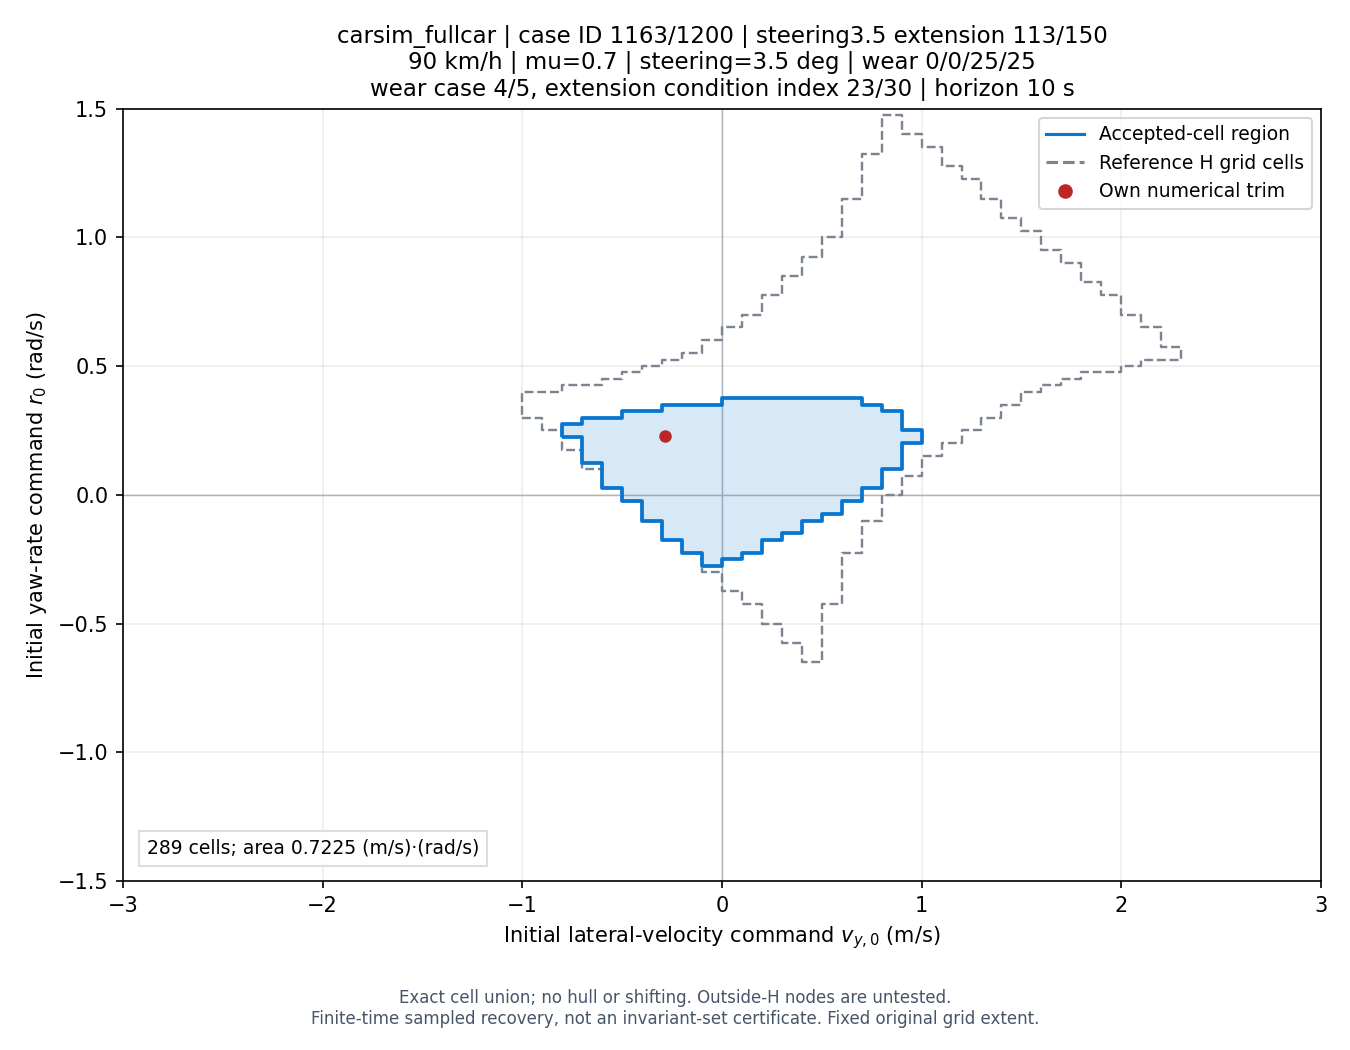 carsim_fullcar | case ID 1163/1200 | steering3.5 extension 113/150
90 km/h | mu=0.7 | steering=3.5 deg | wear 0/0/25/25
wear case 4/5, extension condition index 23/30 | horizon 10 s
Accepted-cell region
Reference H grid cells
Own numerical trim
1.5
1.0
0.5
0.0
−0.5
−1.0
−1.5
Initial yaw-rate command r0 (rad/s)
289 cells; area 0.7225 (m/s)·(rad/s)
−3
−2
−1
0
1
2
3
Initial lateral-velocity command vy,0 (m/s)
Exact cell union; no hull or shifting. Outside-H nodes are untested.
Finite-time sampled recovery, not an invariant-set certificate. Fixed original grid extent.